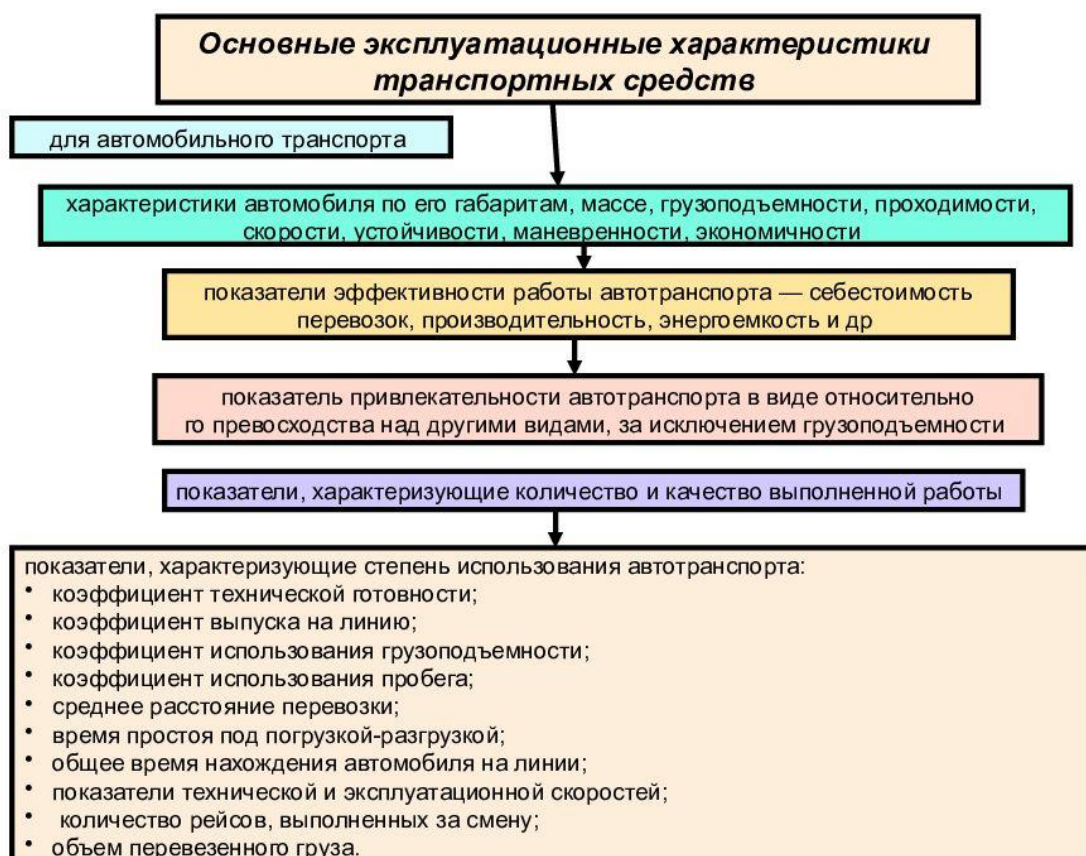 Основные эксплуатационные характеристики
транспортных средств
для автомобильного транспорта
характеристики автомобиля по его габаритам, массе, грузоподъемности, проходимости,
скорости, устойчивости, маневренности, экономичности
показатели эффективности работы автотранспорта — себестоимость
перевозок, производительность, энергоемкость и др
показатель привлекательности автотранспорта в виде относительно
го превосходства над другими видами, за исключением грузоподъемности
показатели, характеризующие количество и качество выполненной работы
показатели, характеризующие степень использования автотранспорта:
• коэффициент технической готовности;
• коэффициент выпуска на линию;
• коэффициент использования грузоподъемности;
• коэффициент использования пробега;
• среднее расстояние перевозки;
• время простоя под погрузкой-разгрузкой;
• общее время нахождения автомобиля на линии;
• показатели технической и эксплуатационной скоростей;
• количество рейсов, выполненных за смену;
• объем перевезенного груза.